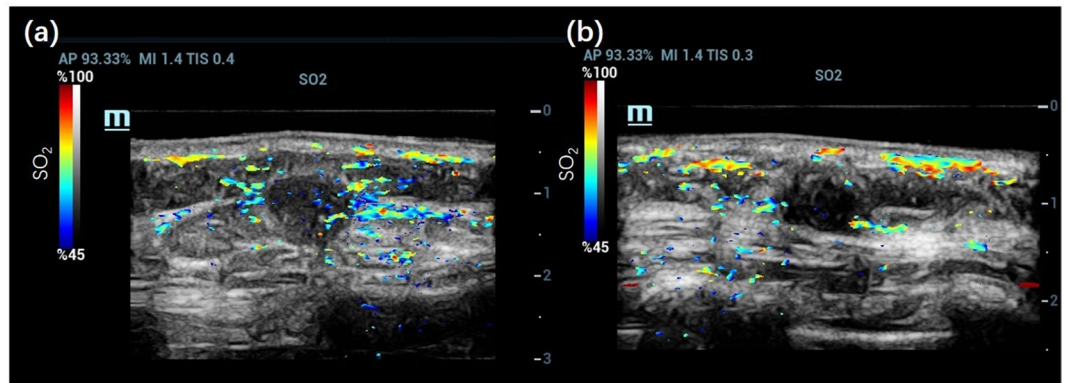 (a)
AP 93.33% MI 1.4 TIS 0.4
%100
SO2
m
SO₂
%45
0
1
2
3
(b)
AP 93.33% MI 1.4 TIS 0.3
%100
SO2
m
SO₂
%45
0
1
2